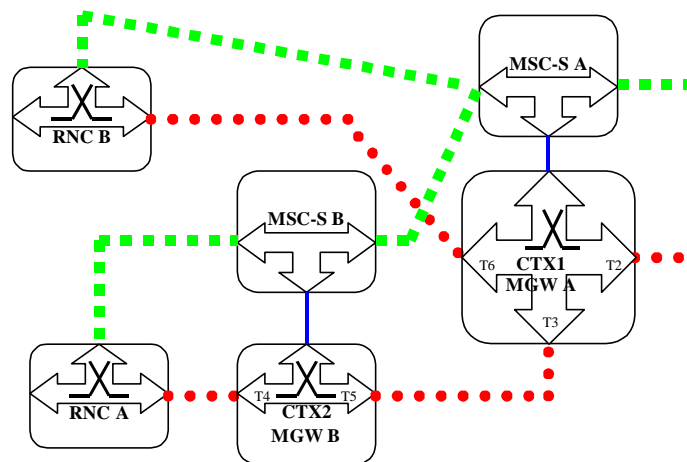 MSC-S A
RNC B
MSC-S B
T6
CTX1
T2
MGW A
T3
RNC A
T4
CTX2
T5
MGW B